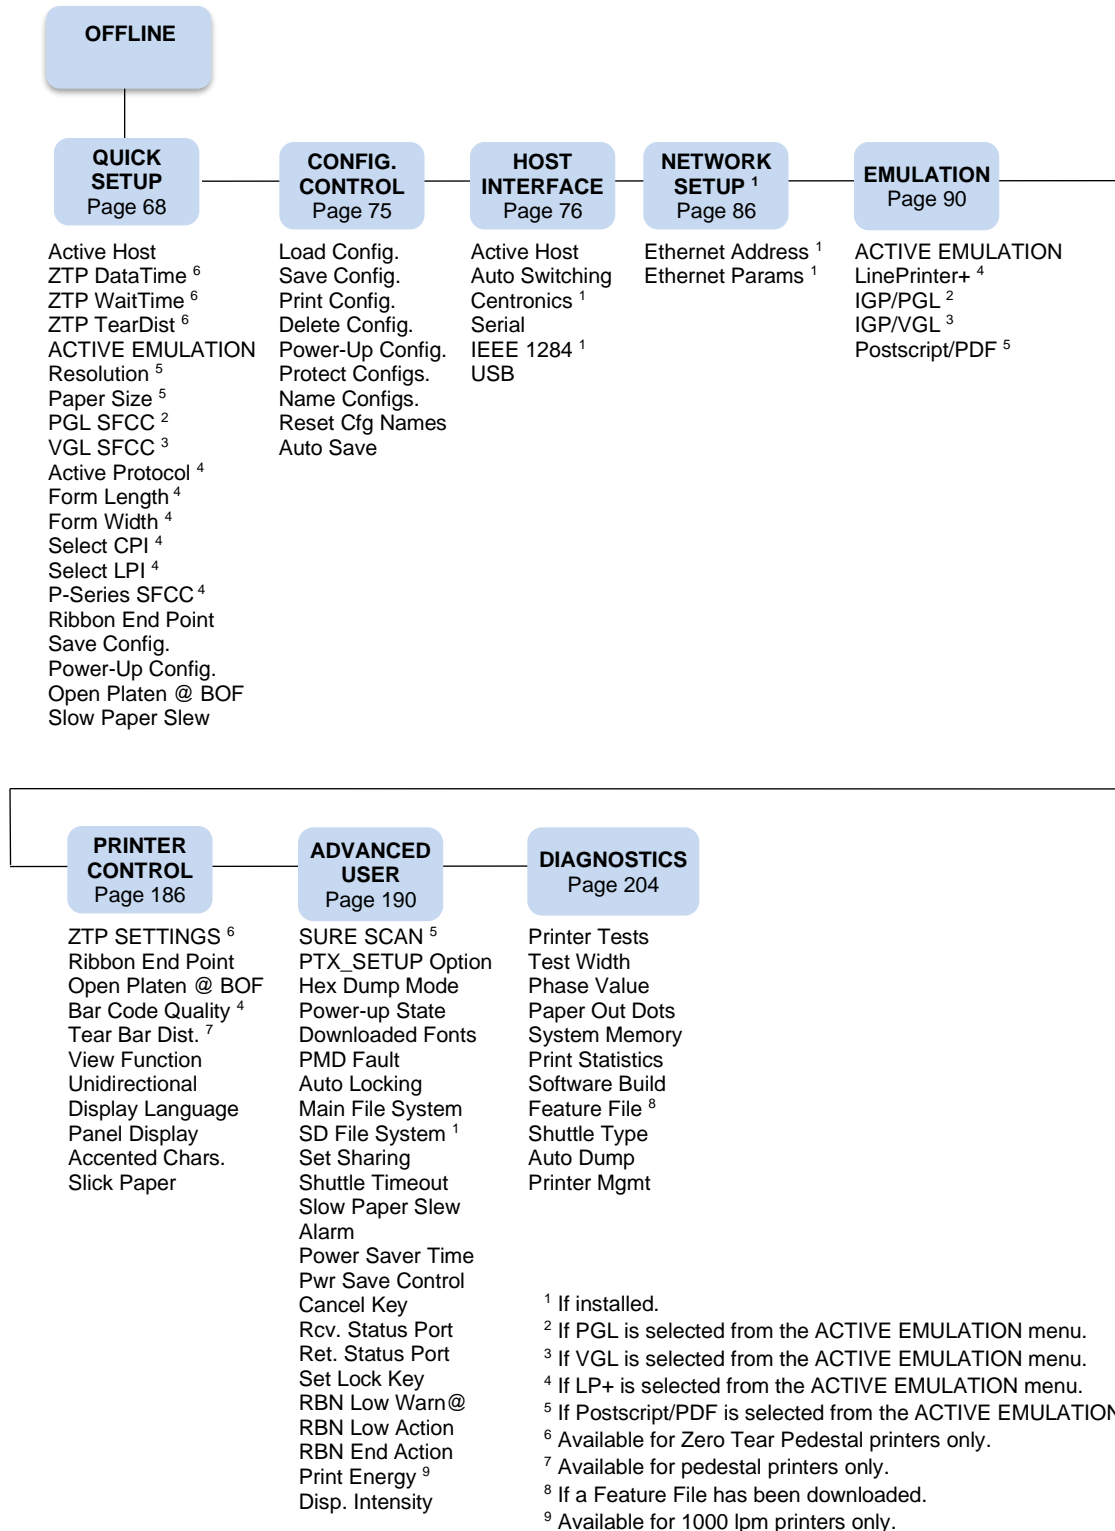 OFFLINE
QUICK
SETUP
Page 68
CONFIG.
CONTROL
Page 75
HOST
INTERFACE
Page 76
NETWORK
SETUP ¹
Page 86
EMULATION
Page 90
Active Host
ZTP DataTime ⁶
ZTP WaitTime ⁶
ZTP TearDist ⁶
ACTIVE EMULATION
Resolution ⁵
Paper Size ⁵
PGL SFCC ²
VGL SFCC ³
Active Protocol ⁴
Form Length ⁴
Form Width ⁴
Select CPI ⁴
Select LPI ⁴
P-Series SFCC ⁴
Ribbon End Point
Save Config.
Power-Up Config.
Open Platen @ BOF
Slow Paper Slew
Load Config.
Save Config.
Print Config.
Delete Config.
Power-Up Config.
Protect Configs.
Name Configs.
Reset Cfg Names
Auto Save
Active Host
Auto Switching
Centronics ¹
Serial
IEEE 1284 ¹
USB
Ethernet Address ¹
Ethernet Params ¹
ACTIVE EMULATION
LinePrinter+ ⁴
IGP/PGL ²
IGP/VGL ³
Postscript/PDF ⁵
PRINTER
CONTROL
Page 186
ADVANCED
USER
Page 190
DIAGNOSTICS
Page 204
ZTP SETTINGS ⁶
Ribbon End Point
Open Platen @ BOF
Bar Code Quality ⁴
Tear Bar Dist. ⁷
View Function
Unidirectional
Display Language
Panel Display
Accented Chars.
Slick Paper
SURE SCAN ⁵
PTX_SETUP Option
Hex Dump Mode
Power-up State
Downloaded Fonts
PMD Fault
Auto Locking
Main File System
SD File System ¹
Set Sharing
Shuttle Timeout
Slow Paper Slew
Alarm
Power Saver Time
Pwr Save Control
Cancel Key
Rcv. Status Port
Ret. Status Port
Set Lock Key
RBN Low Warn@
RBN Low Action
RBN End Action
Print Energy ⁹
Disp. Intensity
Printer Tests
Test Width
Phase Value
Paper Out Dots
System Memory
Print Statistics
Software Build
Feature File ⁸
Shuttle Type
Auto Dump
Printer Mgmt
¹ If installed.
² If PGL is selected from the ACTIVE EMULATION menu.
³ If VGL is selected from the ACTIVE EMULATION menu.
⁴ If LP+ is selected from the ACTIVE EMULATION menu.
⁵ If Postscript/PDF is selected from the ACTIVE EMULATION
⁶ Available for Zero Tear Pedestal printers only.
⁷ Available for pedestal printers only.
⁸ If a Feature File has been downloaded.
⁹ Available for 1000 lpm printers only.